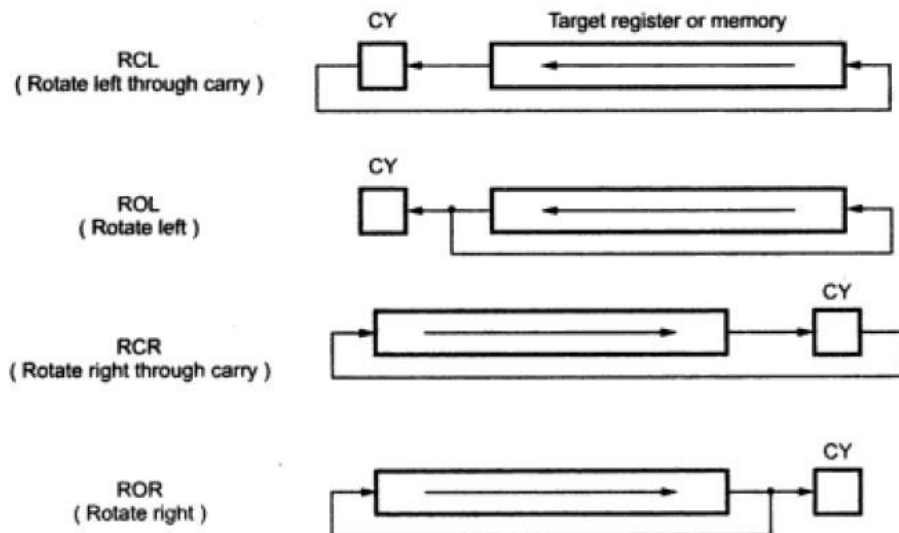 CY Target register or memory
RCL
( Rotate left through carry )
CY
ROL
( Rotate left )
CY
RCR
( Rotate right through carry )
CY
ROR
( Rotate right )